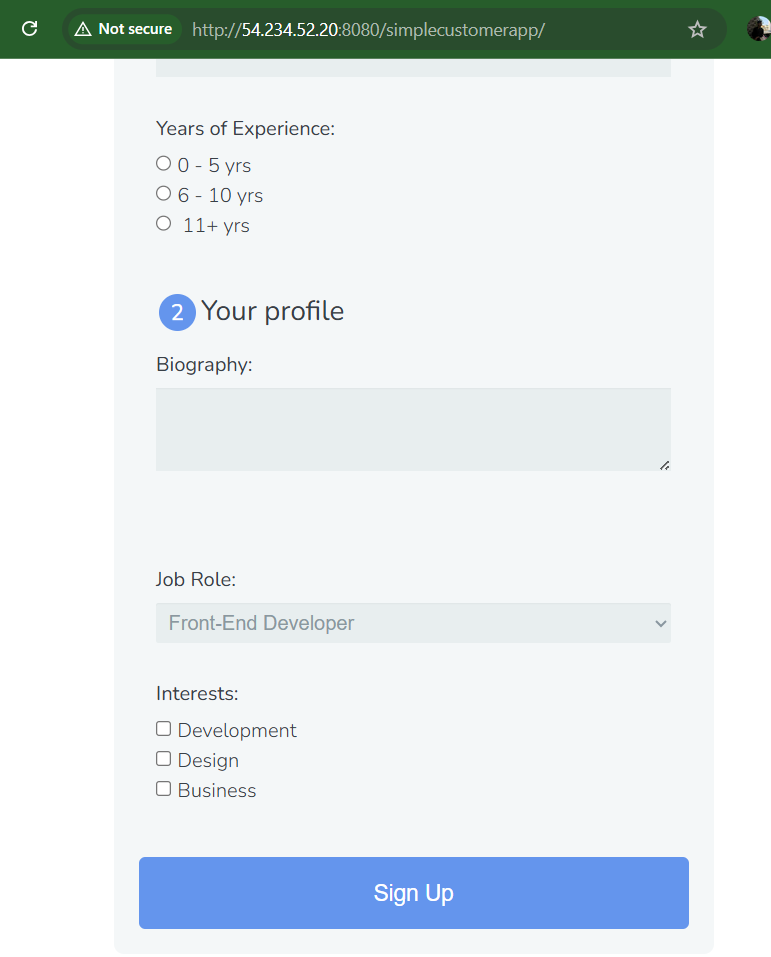 Not secure http://54.234.52.20:8080/simplecustomerapp/
Years of Experience:
0 - 5 yrs
6 - 10 yrs
11+ yrs
2 Your profile
Biography:
Job Role:
Front-End Developer
Interests:
Development
Design
Business
Sign Up